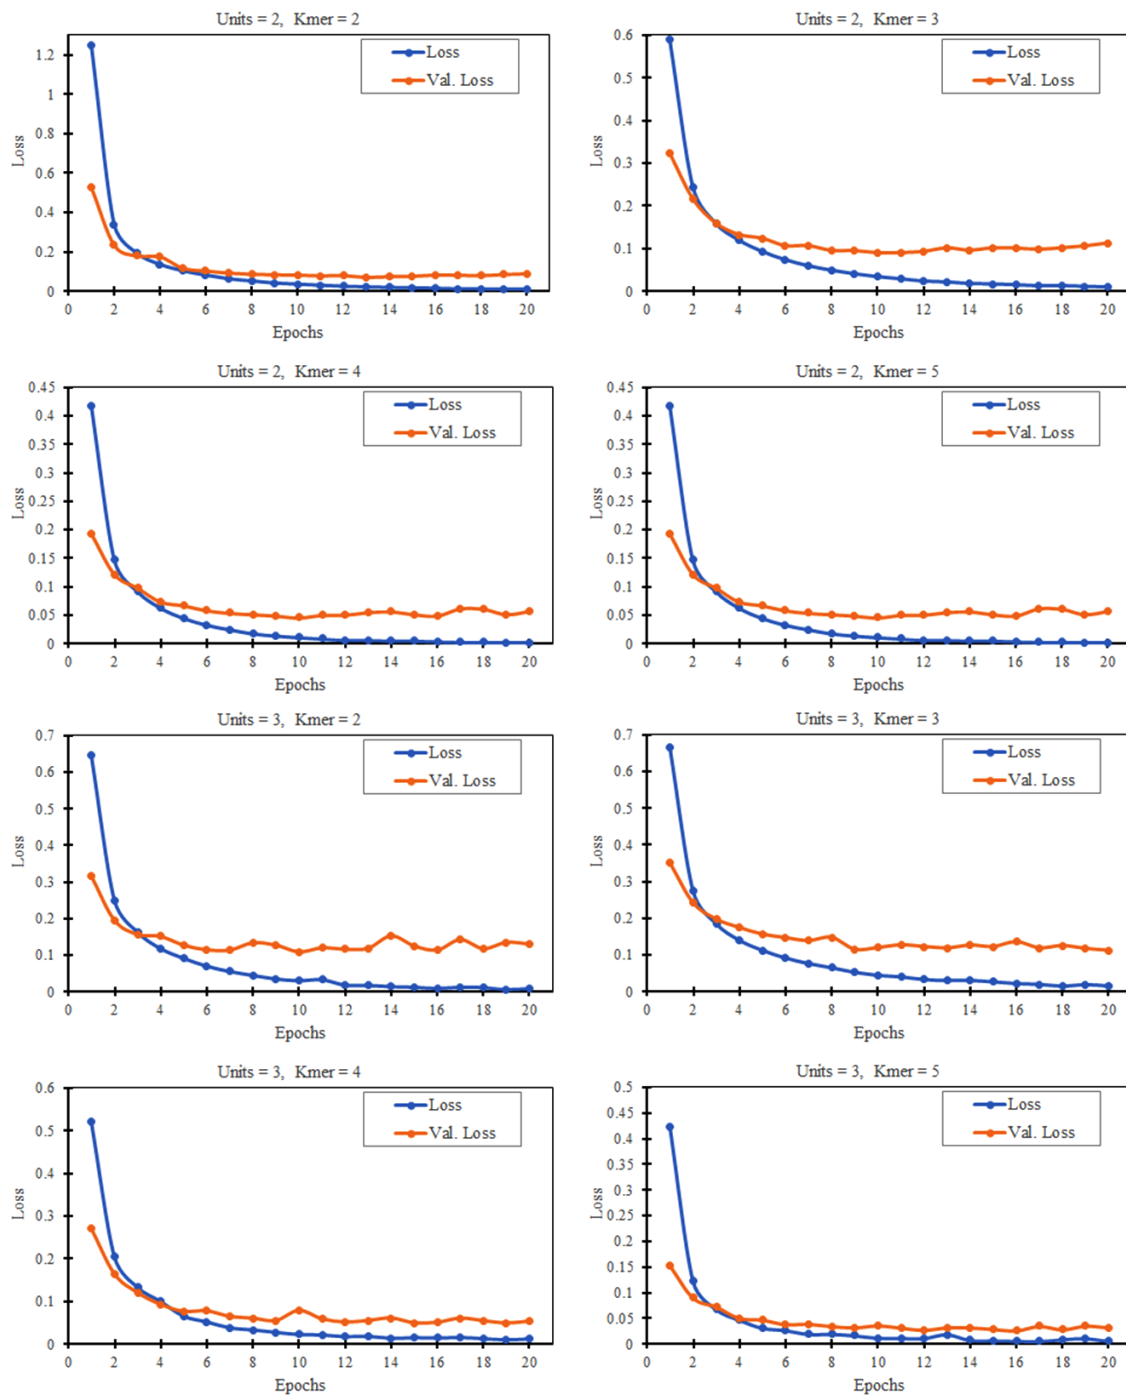 Units = 2, Kmer = 2
Loss
Val. Loss
1.2
1
0.8
0.6
0.4
0.2
0
Loss
0 2 4 6 8 10 12 14 16 18 20
Epochs
Units = 2, Kmer = 3
Loss
Val. Loss
0.6
0.5
0.4
0.3
0.2
0.1
0
Loss
0 2 4 6 8 10 12 14 16 18 20
Epochs
Units = 2, Kmer = 4
Loss
Val. Loss
0.45
0.4
0.35
0.3
0.25
0.2
0.15
0.1
0.05
0
Loss
0 2 4 6 8 10 12 14 16 18 20
Epochs
Units = 2, Kmer = 5
Loss
Val. Loss
0.45
0.4
0.35
0.3
0.25
0.2
0.15
0.1
0.05
0
Loss
0 2 4 6 8 10 12 14 16 18 20
Epochs
Units = 3, Kmer = 2
Loss
Val. Loss
0.7
0.6
0.5
0.4
0.3
0.2
0.1
0
Loss
0 2 4 6 8 10 12 14 16 18 20
Epochs
Units = 3, Kmer = 3
Loss
Val. Loss
0.7
0.6
0.5
0.4
0.3
0.2
0.1
0
Loss
0 2 4 6 8 10 12 14 16 18 20
Epochs
Units = 3, Kmer = 4
Loss
Val. Loss
0.6
0.5
0.4
0.3
0.2
0.1
0
Loss
0 2 4 6 8 10 12 14 16 18 20
Epochs
Units = 3, Kmer = 5
Loss
Val. Loss
0.5
0.45
0.4
0.35
0.3
0.25
0.2
0.15
0.1
0.05
0
Loss
0 2 4 6 8 10 12 14 16 18 20
Epochs